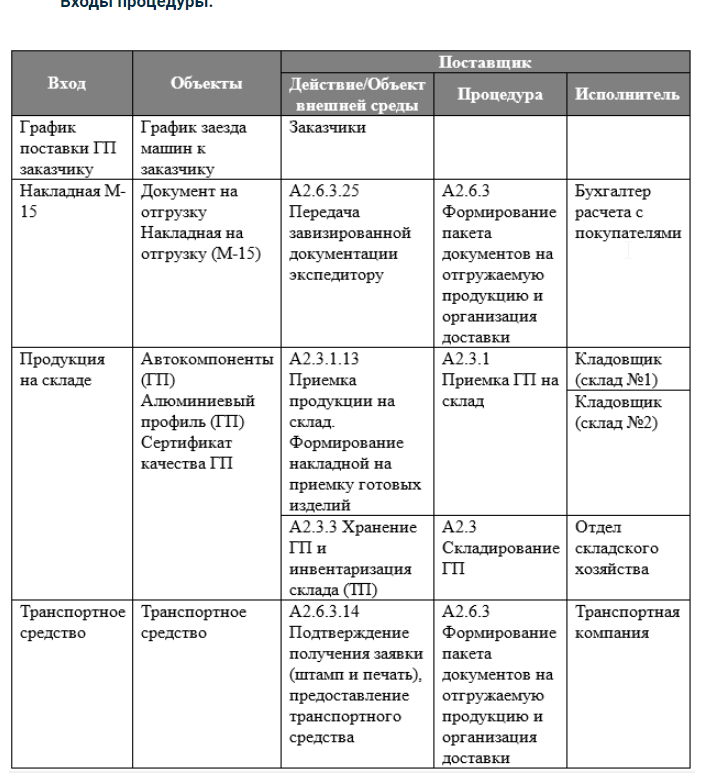 Входы процедуры:
Поставщик
Вход
Объекты
Действие/Объект
внешней среды
Процедура
Исполнитель
График
поставки ГП
заказчику
График заезда
машин к
заказчику
Заказчики
Накладная М-
15
Документ на
отгрузку
Накладная на
отгрузку (М-15)
А2.6.3.25
Передача
завизированной
документации
экспедитору
А2.6.3
Формирование
пакета
документов на
отгружаемую
продукцию и
организация
доставки
Бухгалтер
расчета с
покупателями
Продукция
на складе
Автокомпоненты
(ГП)
Алюминиевый
профиль (ГП)
Сертификат
качества ГП
А2.3.1.13
Приемка
продукции на
склад.
Формирование
накладной на
приемку готовых
изделий
А2.3.1
Приемка ГП на
склад
Кладовщик
(склад №1)
Кладовщик
(склад №2)
А2.3.3 Хранение
ГП и
инвентаризация
склада (ТП)
А2.3
Складирование
ГП
Отдел
складского
хозяйства
Транспортное
средство
Транспортное
средство
А2.6.3.14
Подтверждение
получения заявки
(штамп и печать),
предоставление
транспортного
средства
А2.6.3
Формирование
пакета
документов на
отгружаемую
продукцию и
организация
доставки
Транспортная
компания